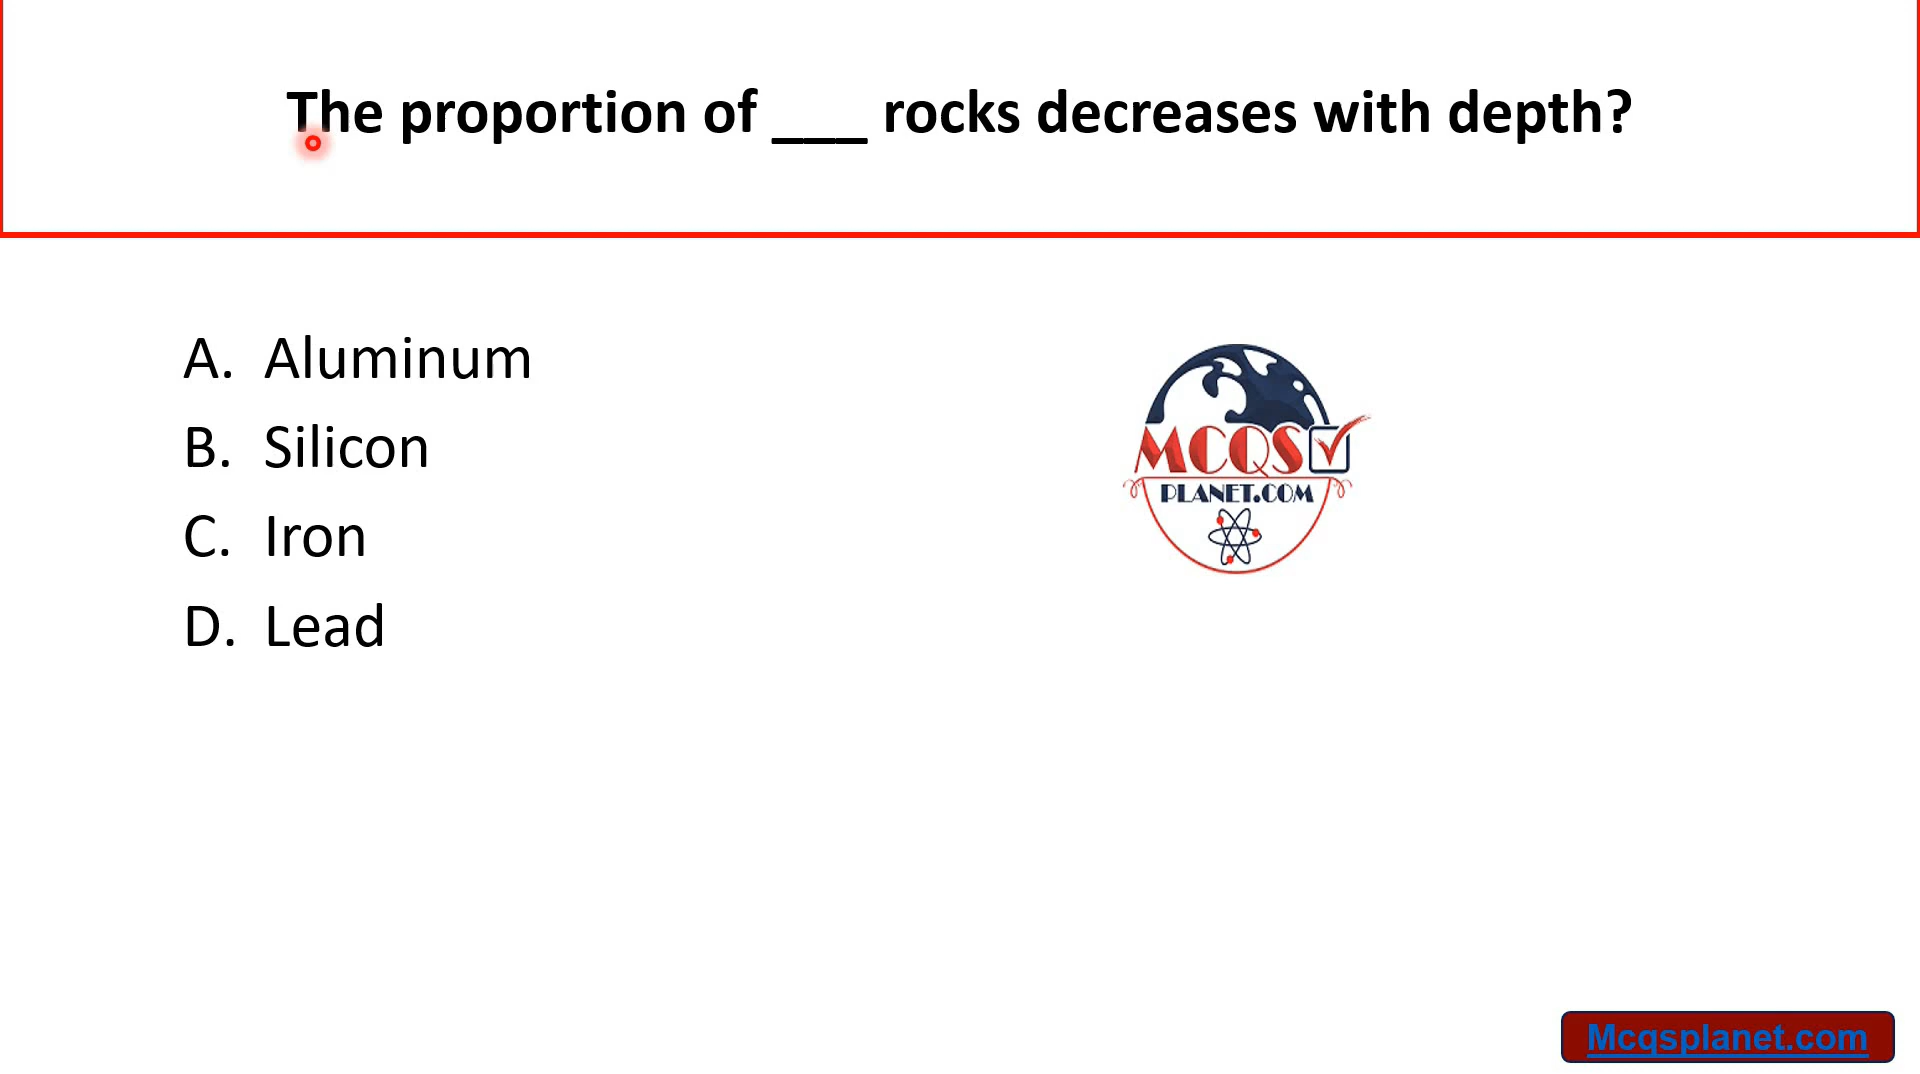 The proportion of ___ rocks decreases with depth?
A. Aluminum
B. Silicon
C. Iron
D. Lead
MCQS
PLANET.COM
Mcqsplanet.com